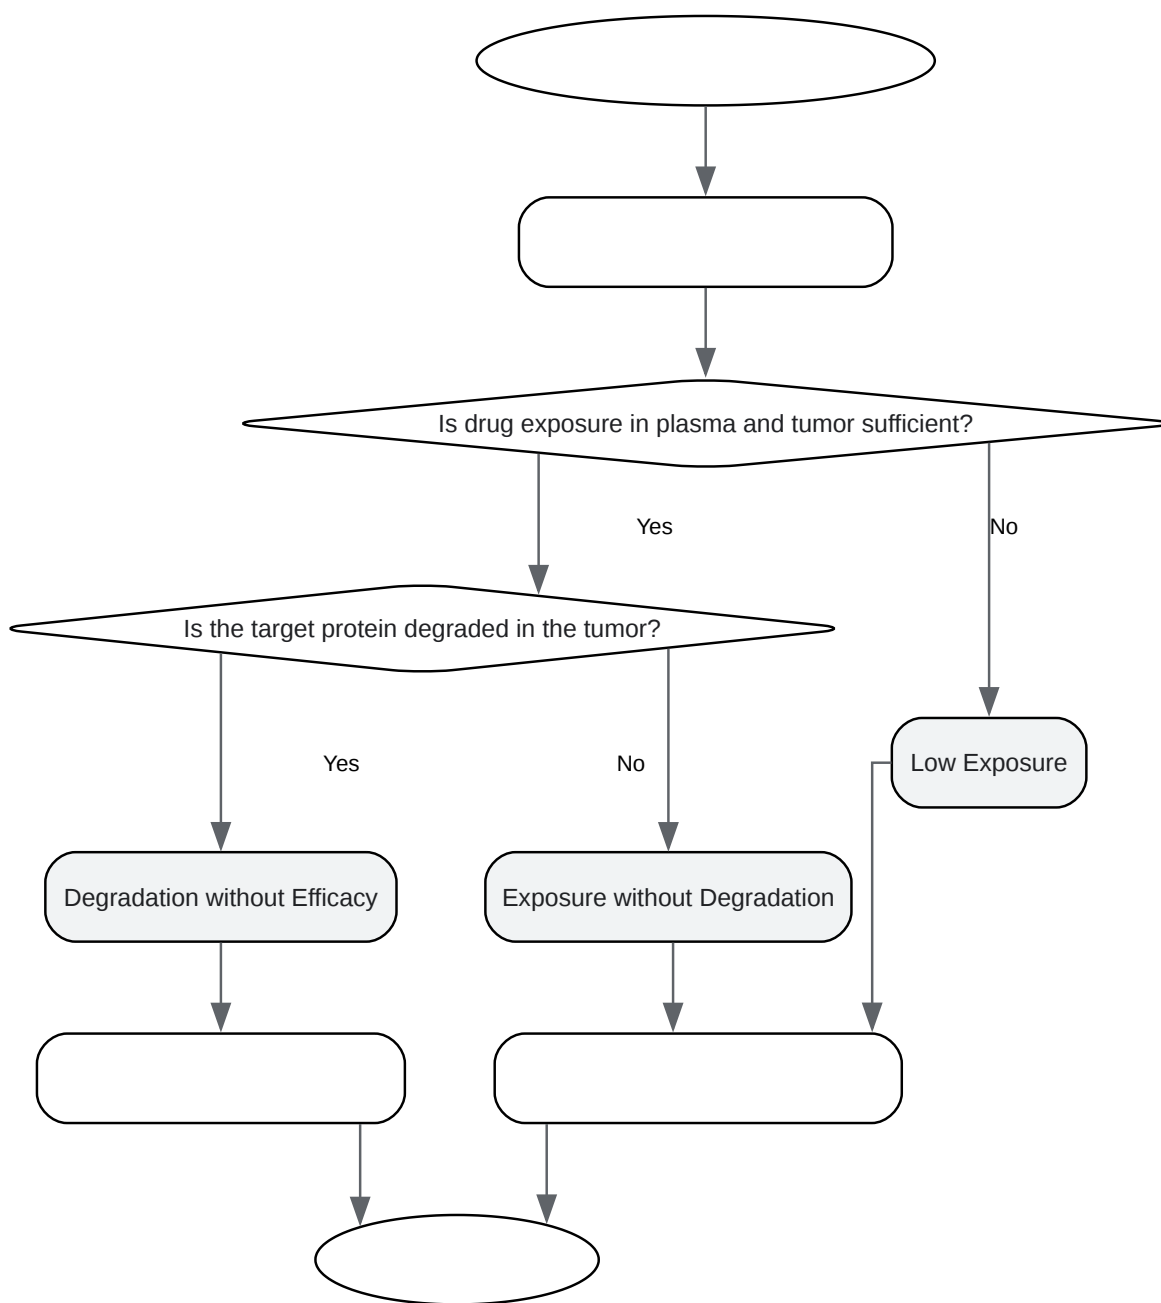 Is drug exposure in plasma and tumor sufficient?
Yes
No
Is the target protein degraded in the tumor?
Yes
No
Low Exposure
Degradation without Efficacy
Exposure without Degradation